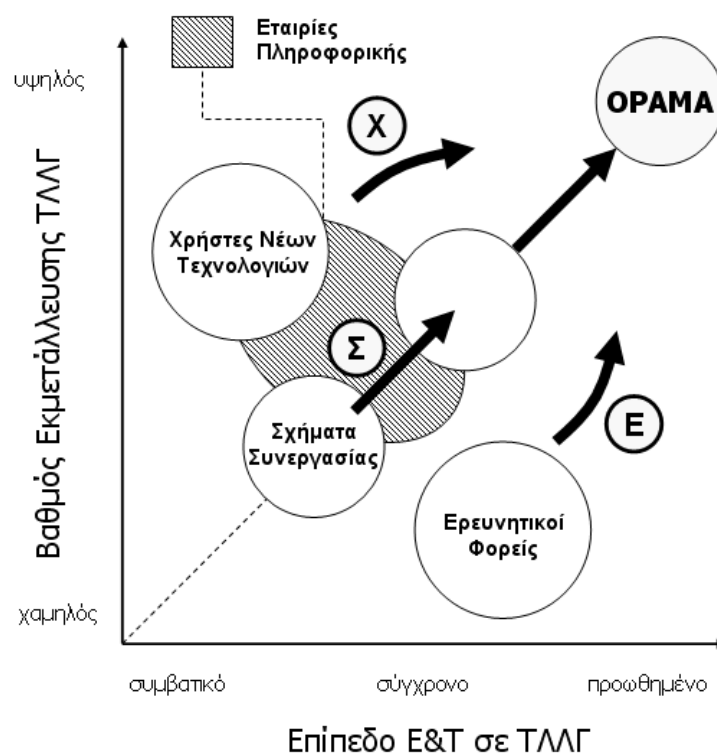 Εταιρίες
Πληροφορικής
υψηλός
ΟΡΑΜΑ
Χ
Χρήστες Νέων
Τεχνολογιών
Βαθμός Εκμετάλλευσης ΤΛΛΓ
Σ
Σχήματα
Συνεργασίας
Ε
Ερευνητικοί
Φορείς
χαμηλός
συμβατικό
σύγχρονο
προωθημένο
Επίπεδο Ε&Τ σε ΤΛΛΓ